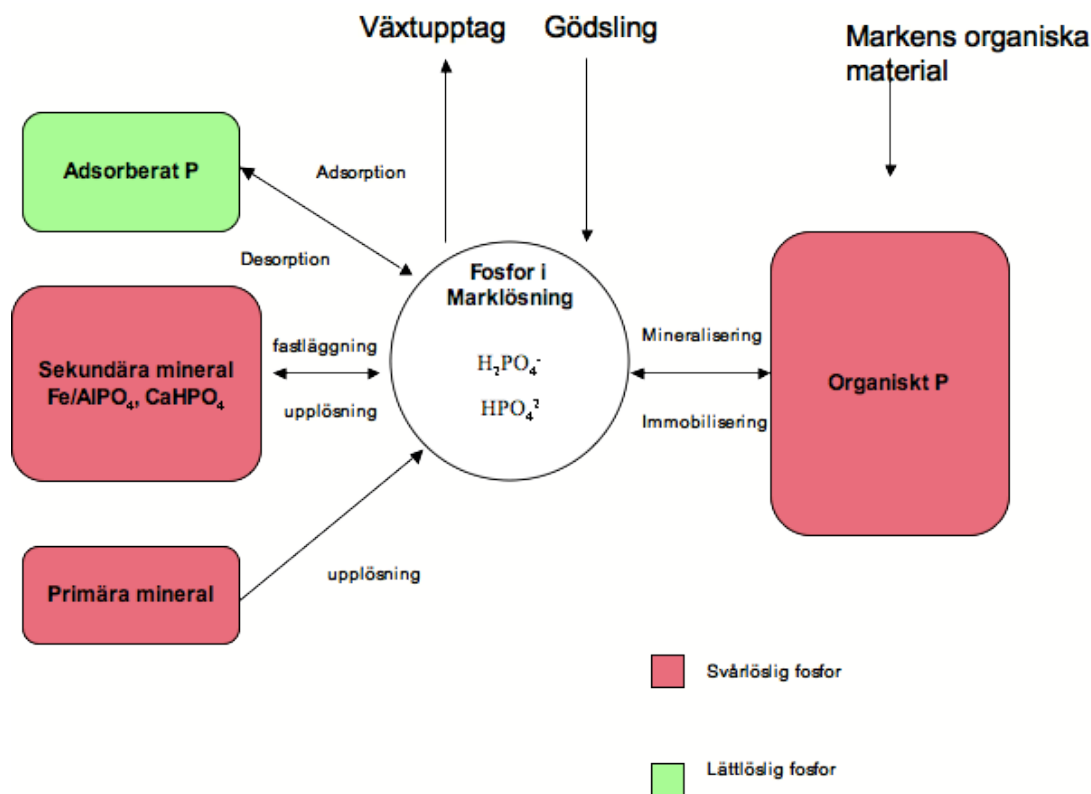 Växtupptag
Gödsling
Markens organiska
material
Adsorberat P
Adsorption
Desorption
Fosfor i
Marklösning
H₂PO₄⁻
HPO₄²
Sekundära mineral
Fe/AlPO₄, CaHPO₄
fastläggning
upplösning
Mineralisering
Immobilisering
Organiskt P
Primära mineral
upplösning
Svårlöslig fosfor
Lättlöslig fosfor